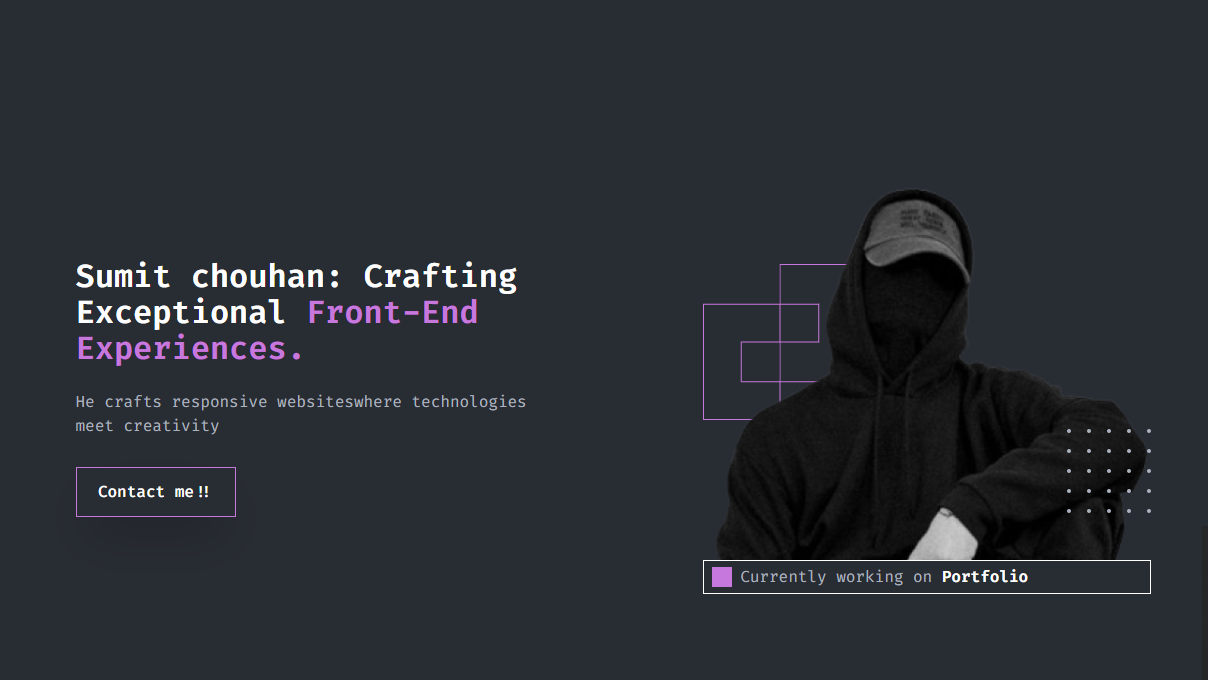 Sumit chouhan: Crafting
Exceptional Front-End
Experiences.
He crafts responsive websiteswhere technologies
meet creativity
Contact me!!
Currently working on Portfolio